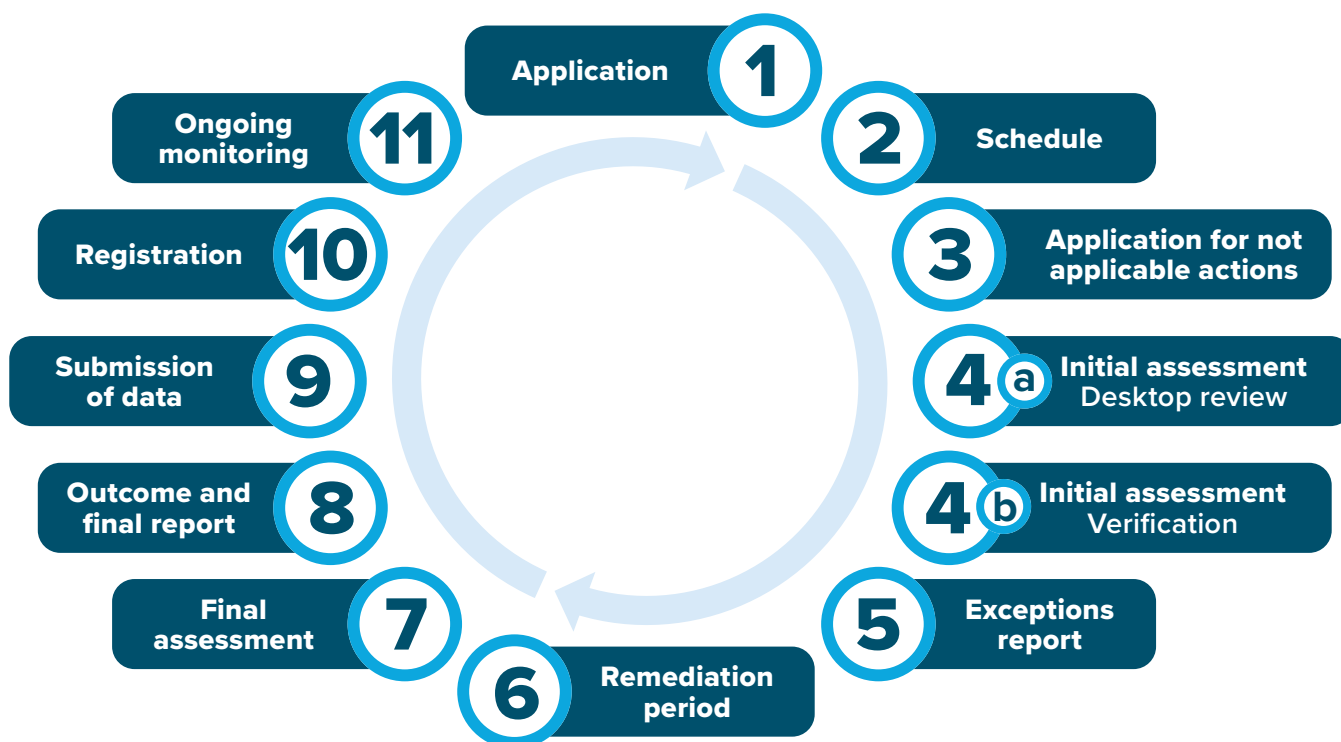 Application
1
2
Schedule
3
Application for not
applicable actions
4
a
Initial assessment
Desktop review
4
b
Initial assessment
Verification
5
Exceptions
report
6
Remediation
period
7
Final
assessment
8
Outcome and
final report
9
Submission
of data
10
Registration
11
Ongoing
monitoring